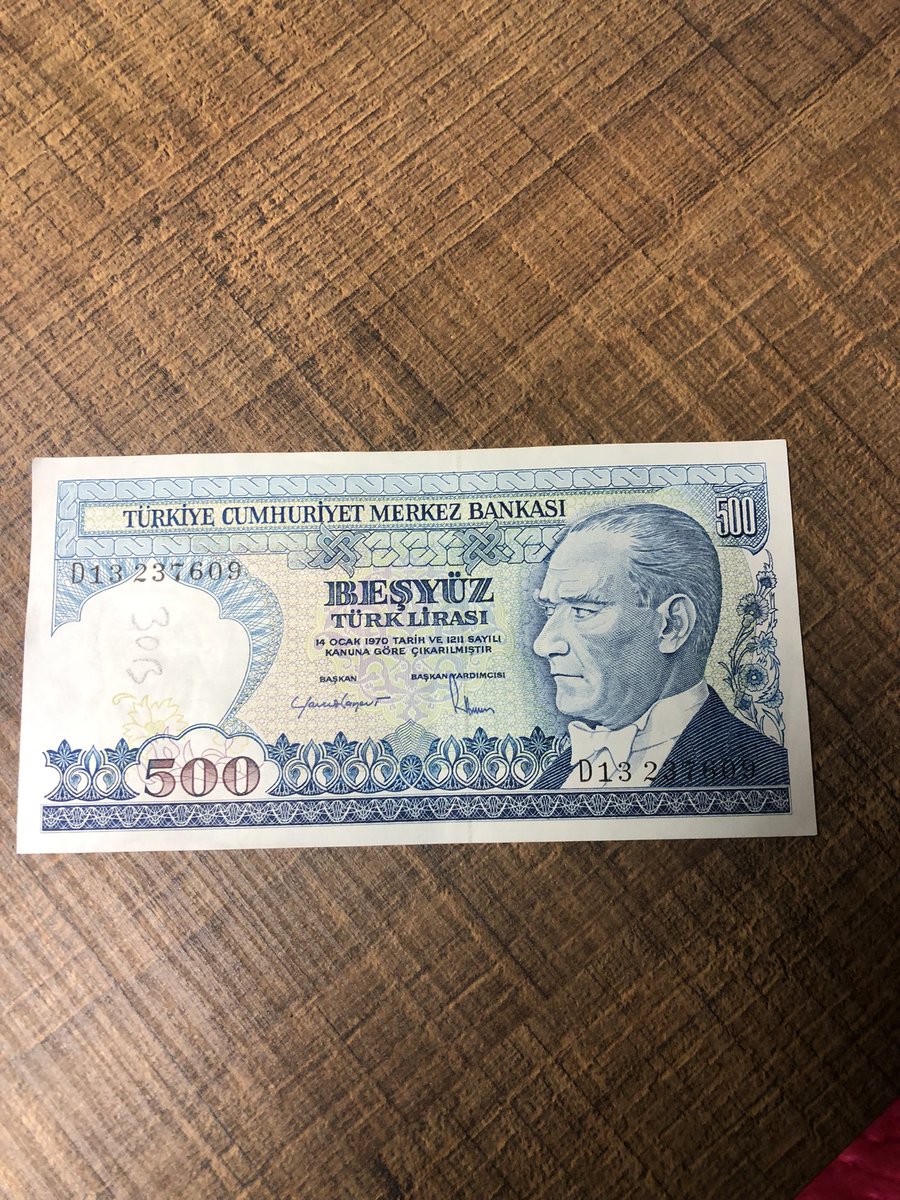 TÜRKİYE CUMHURİYET MERKEZ BANKASI
500
D13 237609
BEŞYÜZ
TÜRK LİRASI
14 OCAK 1970 TARİH VE 1211 SAYILI
KANUNA GÖRE ÇIKARILMIŞTIR
BAŞKAN BAŞKAN YARDIMCISI
500
D13 237609